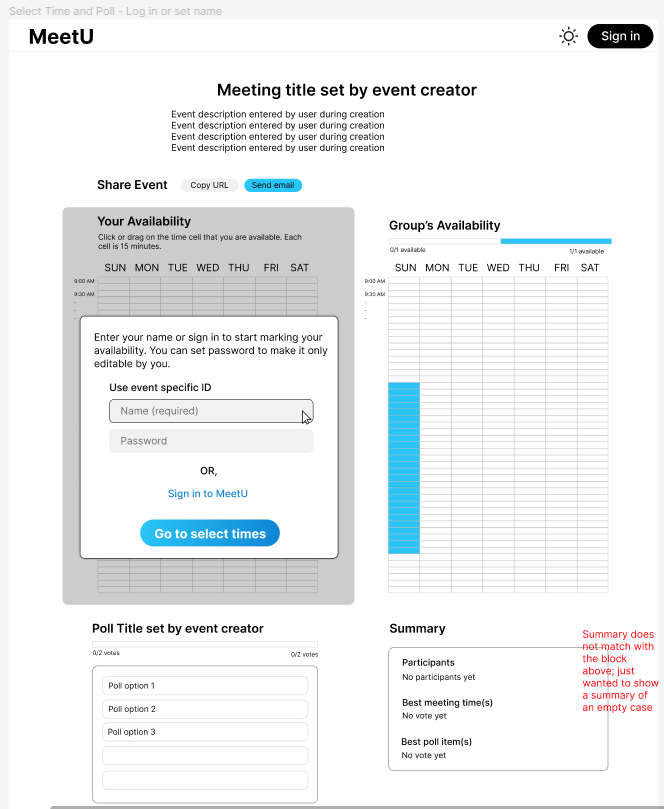 Select Time and Poll - Log in or set name
MeetU
Sign in
Meeting title set by event creator
Event description entered by user during creation
Event description entered by user during creation
Event description entered by user during creation
Event description entered by user during creation
Share Event
Copy URL
Send email
Your Availability
Click or drag on the time cell that you are available. Each
cell is 15 minutes.
SUN MON TUE WED THU FRI SAT
9:00 AM
9:30 AM
.
.
.
Enter your name or sign in to start marking your
availability. You can set password to make it only
editable by you.
Use event specific ID
Name (required)
Password
OR,
Sign in to MeetU
Go to select times
Group's Availability
0/1 available
1/1 available
SUN MON TUE WED THU FRI SAT
9:00 AM
9:30 AM
.
.
.
Poll Title set by event creator
0/2 votes
0/2 votes
Poll option 1
Poll option 2
Poll option 3
Summary
Participants
No participants yet
Best meeting time(s)
No vote yet
Best poll item(s)
No vote yet
Summary does
not match with
the block
above; just
wanted to show
a summary of
an empty case